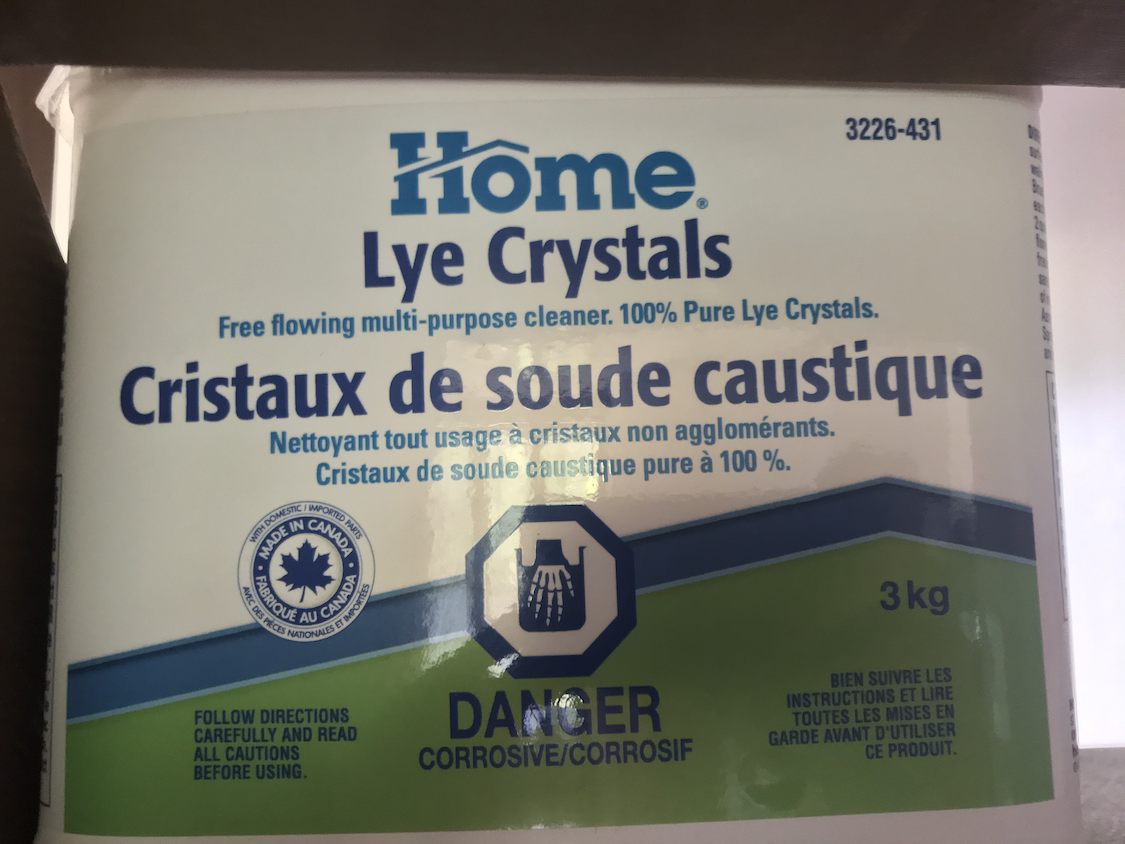 3226-431
Home®
Lye Crystals
Free flowing multi-purpose cleaner. 100% Pure Lye Crystals.
Cristaux de soude caustique
Nettoyant tout usage à cristaux non agglomérants.
Cristaux de soude caustique pure à 100 %.
WITH DOMESTIC / IMPORTED PARTS
MADE IN CANADA
FABRIQUÉ AU CANADA
AVEC DES PIÈCES NATIONALES ET IMPORTÉES
3 kg
DANGER
CORROSIVE/CORROSIF
FOLLOW DIRECTIONS
CAREFULLY AND READ
ALL CAUTIONS
BEFORE USING.
BIEN SUIVRE LES
INSTRUCTIONS ET LIRE
TOUTES LES MISES EN
GARDE AVANT D'UTILISER
CE PRODUIT.